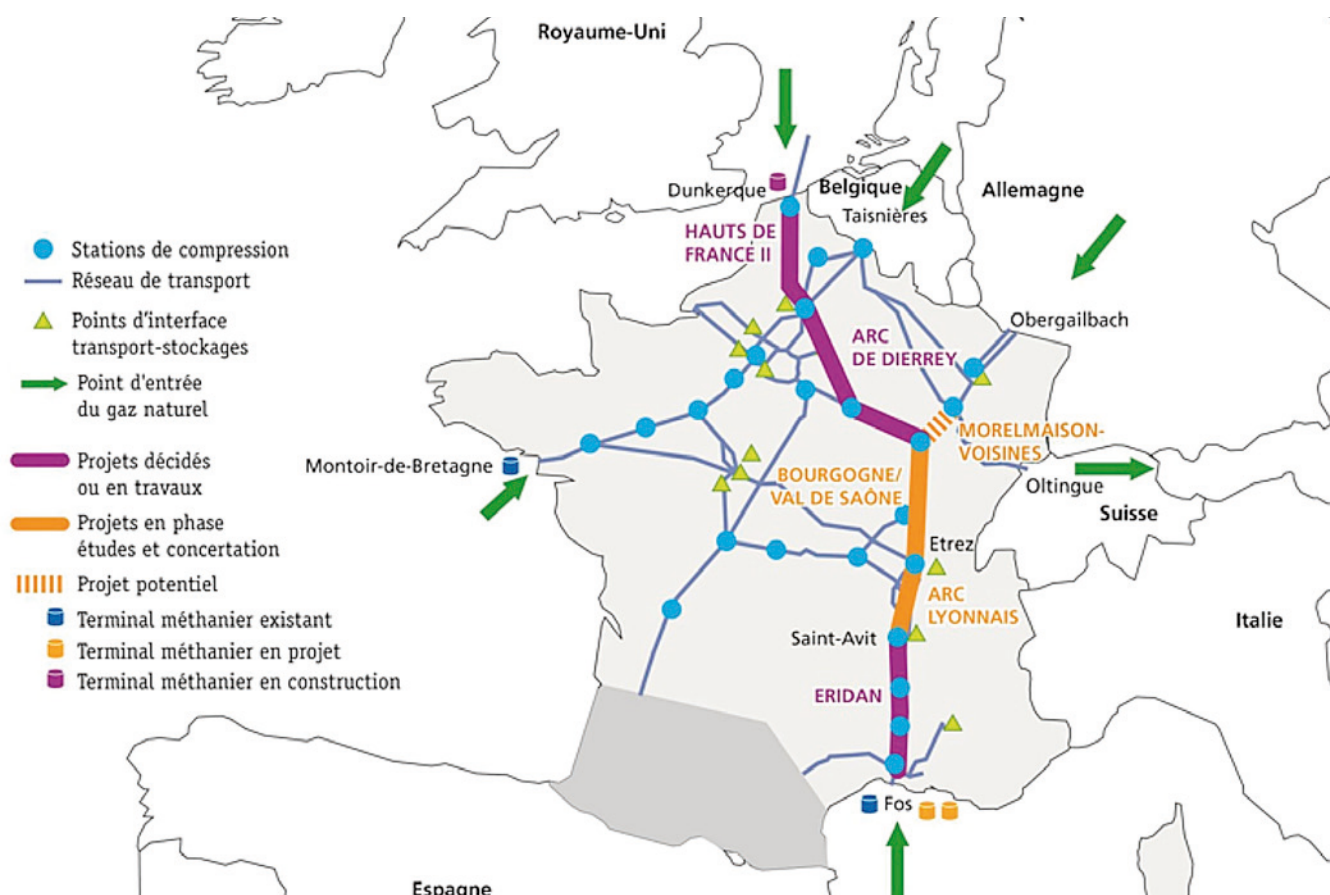 Royaume-Uni
Dunkerque
Belgique
Allemagne
Taisnières
HAUTS DE
FRANCE II
Stations de compression
Réseau de transport
Points d'interface
transport-stockages
Point d'entrée
du gaz naturel
Projets décidés
ou en travaux
Projets en phase
études et concertation
Projet potentiel
Terminal méthanier existant
Terminal méthanier en projet
Terminal méthanier en construction
Obergailbach
ARC
DE DIERREY
MORELMAISON-
VOISINES
Montoir-de-Bretagne
BOURGOGNE/
VAL DE SAÔNE
Oltingue
Suisse
Etrez
ARC
LYONNAIS
Italie
Saint-Avit
ERIDAN
Fos
Espagne